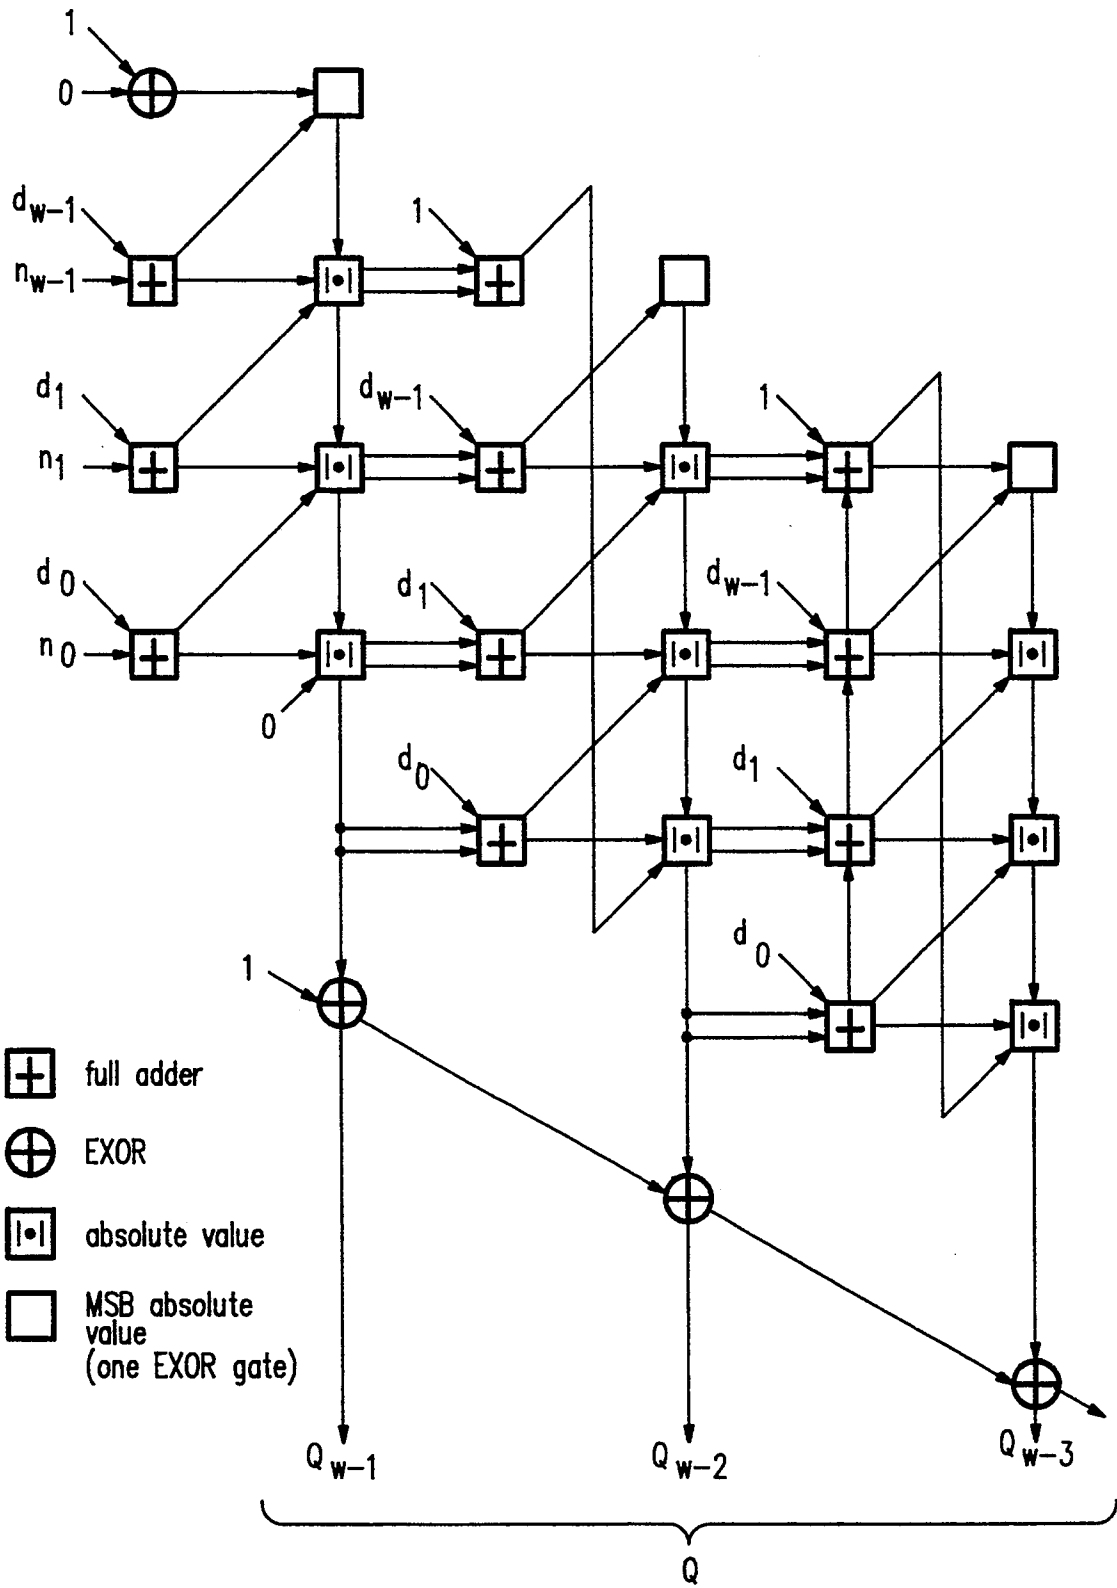 1
0
d w-1
n w-1
1
d 1
n 1
d w-1
1
d 0
n 0
d 1
d w-1
0
d 0
d 1
1
d 0
full adder
EXOR
absolute value
MSB absolute
value
(one EXOR gate)
Q w-1
Q w-2
Q w-3
Q